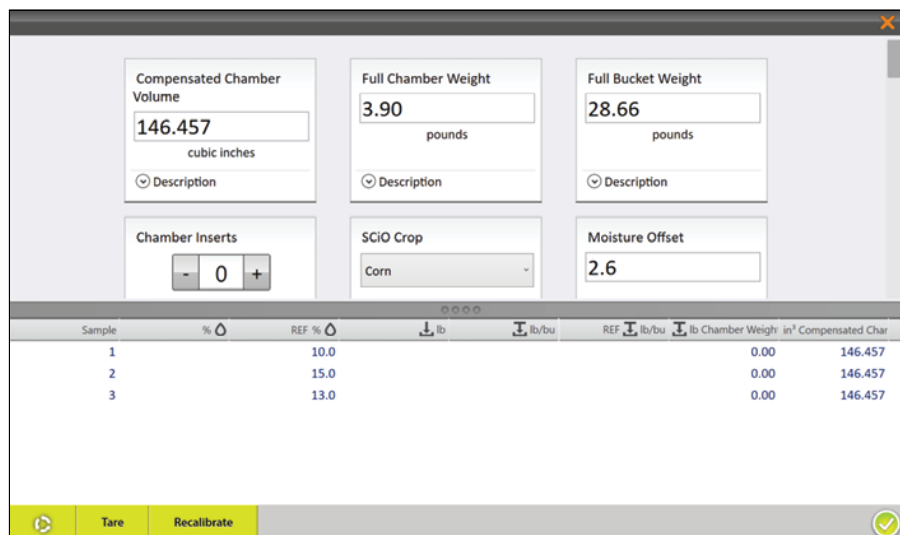 Compensated Chamber Volume
146.457
cubic inches
Description
Full Chamber Weight
3.90
pounds
Description
Full Bucket Weight
28.66
pounds
Description
Chamber Inserts
- 0 +
SCiO Crop
Corn
Moisture Offset
2.6
Sample % REF % lb lb/bu REF lb/bu lb Chamber Weigh in³ Compensated Char
1 10.0 0.00 146.457
2 15.0 0.00 146.457
3 13.0 0.00 146.457
Tare Recalibrate